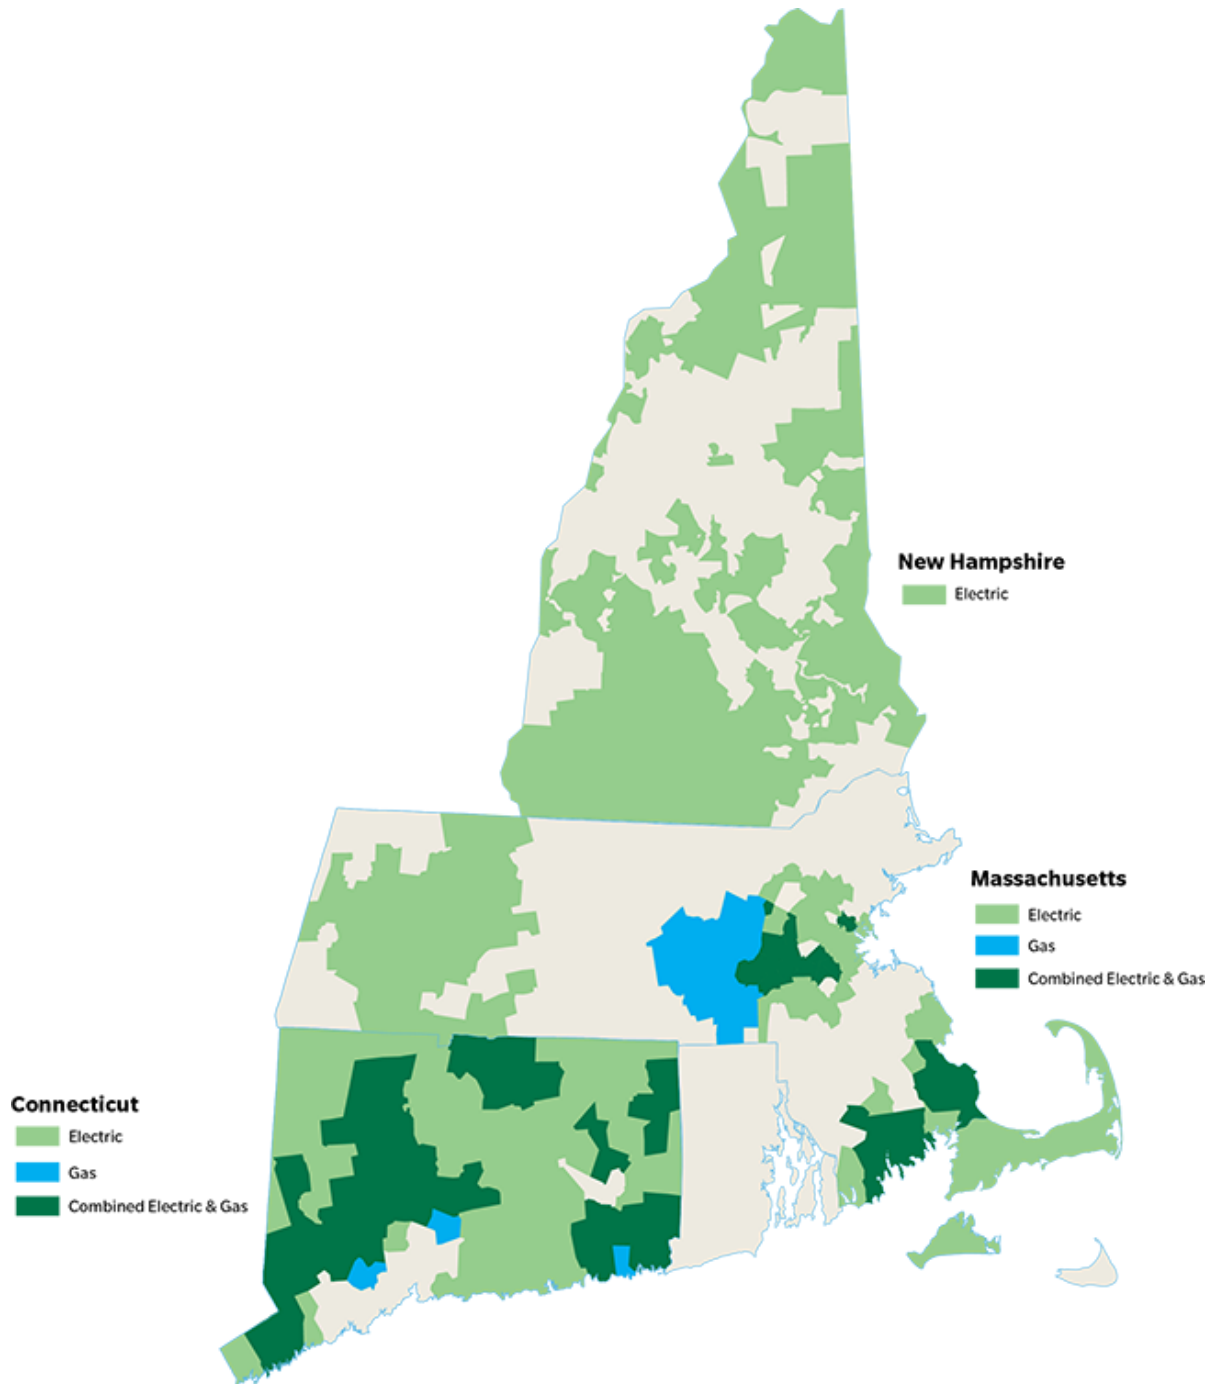 New Hampshire
Electric
Massachusetts
Electric
Gas
Combined Electric & Gas
Connecticut
Electric
Gas
Combined Electric & Gas